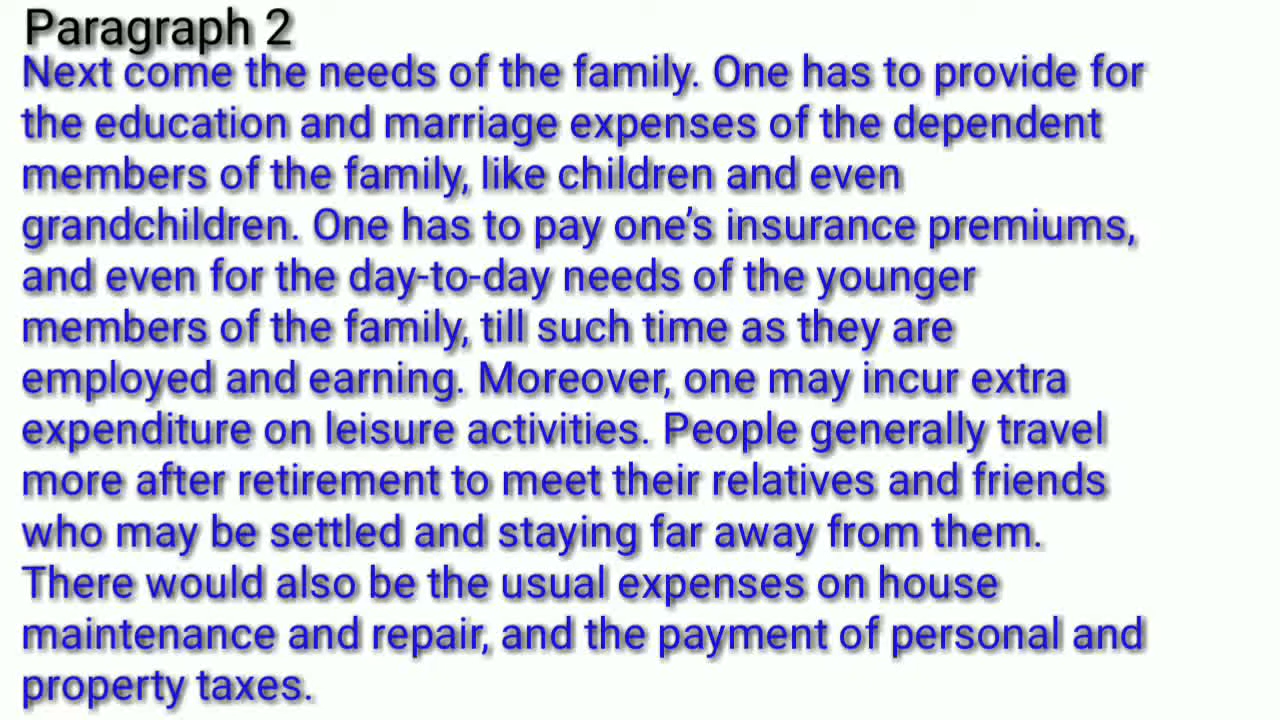 Paragraph 2
Next come the needs of the family. One has to provide for
the education and marriage expenses of the dependent
members of the family, like children and even
grandchildren. One has to pay one’s insurance premiums,
and even for the day-to-day needs of the younger
members of the family, till such time as they are
employed and earning. Moreover, one may incur extra
expenditure on leisure activities. People generally travel
more after retirement to meet their relatives and friends
who may be settled and staying far away from them.
There would also be the usual expenses on house
maintenance and repair, and the payment of personal and
property taxes.